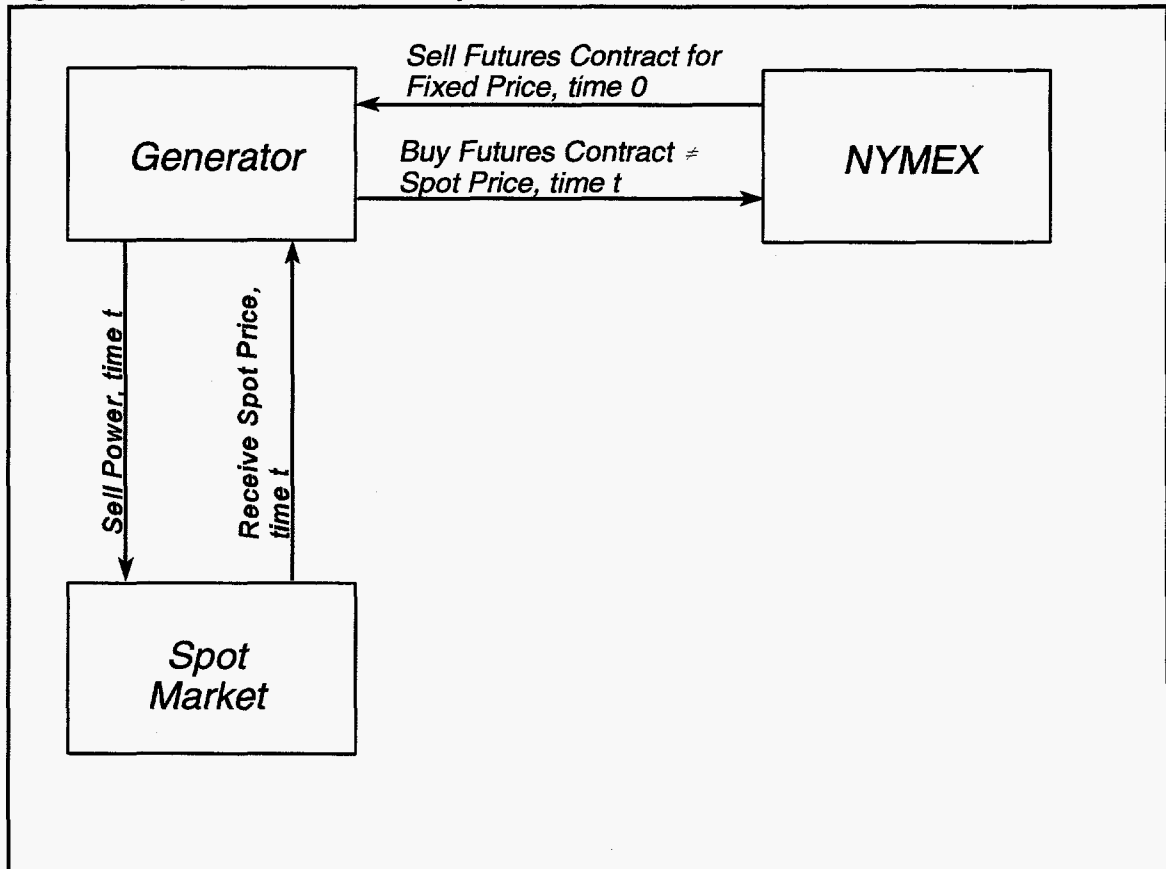 Sell Futures Contract for
Fixed Price, time 0
Generator
NYMEX
Buy Futures Contract ≠
Spot Price, time t
Sell Power, time t
Receive Spot Price,
time t
Spot
Market